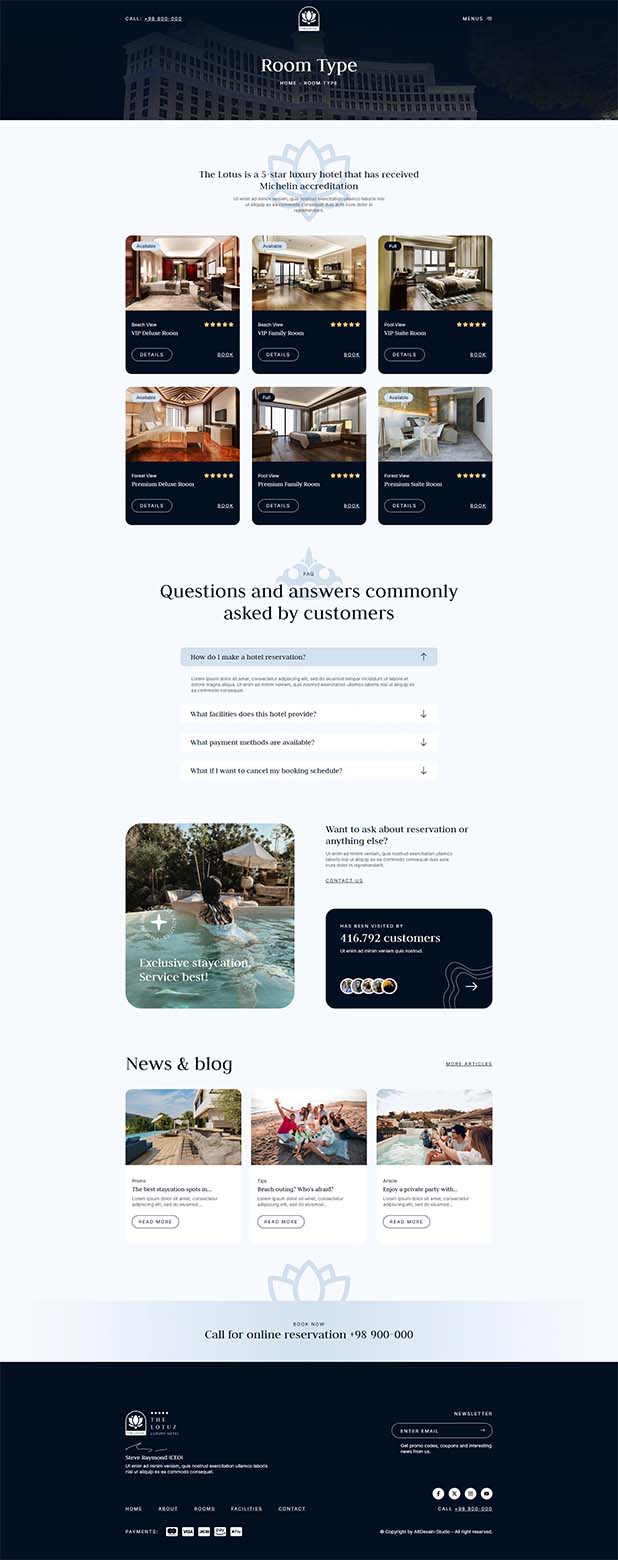 CALL: +98 900-000
MENUS
Room Type
HOME - ROOM TYPE
The Lotus is a 5-star luxury hotel that has received
Michelin accreditation
Ut enim ad minim veniam, quis nostrud exercitation ullamco laboris nisi
ut aliquip ex ea commodo consequat duis aute irure dolor in
reprehenderit.
Available
Beach View
VIP Deluxe Room
DETAILS
BOOK
Available
Beach View
VIP Family Room
DETAILS
BOOK
Full
Pool View
VIP Suite Room
DETAILS
BOOK
Available
Forest View
Premium Deluxe Room
DETAILS
BOOK
Full
Pool View
Premium Family Room
DETAILS
BOOK
Available
Forest View
Premium Suite Room
DETAILS
BOOK
FAQ
Questions and answers commonly
asked by customers
How do I make a hotel reservation?
Lorem ipsum dolor sit amet, consectetur adipiscing elit, sed do eiusmod tempor incididunt ut labore et
dolore magna aliqua. Ut enim ad minim veniam, quis nostrud exercitation ullamco laboris nisi ut aliquip ex
ea commodo consequat.
What facilities does this hotel provide?
What payment methods are available?
What if I want to cancel my booking schedule?
Exclusive staycation,
Service best!
Want to ask about reservation or
anything else?
Ut enim ad minim veniam, quis nostrud exercitation ullamco
laboris nisi ut aliquip ex ea commodo consequat duis aute
irure dolor in reprehenderit.
CONTACT US
HAS BEEN VISITED BY
416.792 customers
Ut enim ad minim veniam quis nostrud.
News & blog
MORE ARTICLES
Promo
The best staycation spots in...
Lorem ipsum dolor sit amet, consectetur
adipiscing elit, sed do eiusmod...
READ MORE
Tips
Beach outing? Who's afraid?
Lorem ipsum dolor sit amet, consectetur
adipiscing elit, sed do eiusmod...
READ MORE
Article
Enjoy a private party with...
Lorem ipsum dolor sit amet, consectetur
adipiscing elit, sed do eiusmod...
READ MORE
BOOK NOW
Call for online reservation +98 900-000
THE
LOTUZ
LUXURY HOTEL
Steve Raymond (CEO)
Ut enim ad minim veniam, quis nostrud exercitation ullamco laboris
nisi ut aliquip ex ea commodo consequat.
NEWSLETTER
ENTER EMAIL
Get promo codes, coupons and interesting
news from us.
HOME
ABOUT
ROOMS
FACILITIES
CONTACT
CALL +98 900-000
PAYMENTS:
VISA
JCB
© Copyright by AltDesain-Studio - All right reserved.